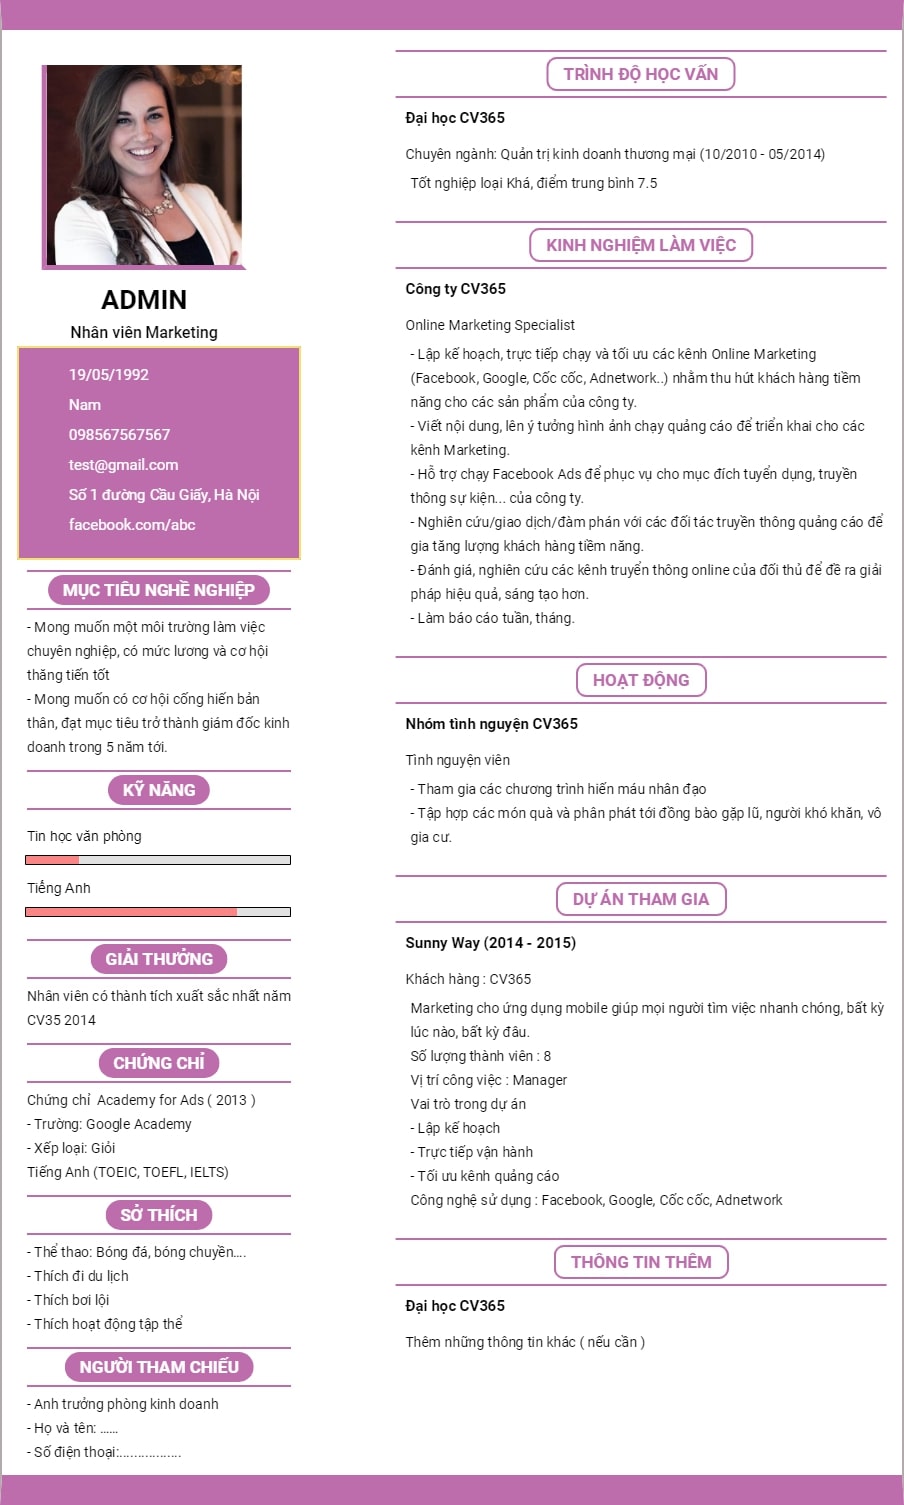 ADMIN
Nhân viên Marketing
19/05/1992
Nam
098567567567
test@gmail.com
Số 1 đường Cầu Giấy, Hà Nội
facebook.com/abc
MỤC TIÊU NGHỀ NGHIỆP
- Mong muốn một môi trường làm việc
chuyên nghiệp, có mức lương và cơ hội
thăng tiến tốt
- Mong muốn có cơ hội cống hiến bản
thân, đạt mục tiêu trở thành giám đốc kinh
doanh trong 5 năm tới.
KỸ NĂNG
Tin học văn phòng
Tiếng Anh
GIẢI THƯỞNG
Nhân viên có thành tích xuất sắc nhất năm
CV35 2014
CHỨNG CHỈ
Chứng chỉ  Academy for Ads ( 2013 )
- Trường: Google Academy
- Xếp loại: Giỏi
Tiếng Anh (TOEIC, TOEFL, IELTS)
SỞ THÍCH
- Thể thao: Bóng đá, bóng chuyền....
- Thích đi du lịch
- Thích bơi lội
- Thích hoạt động tập thể
NGƯỜI THAM CHIẾU
- Anh trưởng phòng kinh doanh
- Họ và tên: ......
- Số điện thoại:.................
TRÌNH ĐỘ HỌC VẤN
Đại học CV365
Chuyên ngành: Quản trị kinh doanh thương mại (10/2010 - 05/2014)
Tốt nghiệp loại Khá, điểm trung bình 7.5
KINH NGHIỆM LÀM VIỆC
Công ty CV365
Online Marketing Specialist
- Lập kế hoạch, trực tiếp chạy và tối ưu các kênh Online Marketing
(Facebook, Google, Cốc cốc, Adnetwork..) nhằm thu hút khách hàng tiềm
năng cho các sản phẩm của công ty.
- Viết nội dung, lên ý tưởng hình ảnh chạy quảng cáo để triển khai cho các
kênh Marketing.
- Hỗ trợ chạy Facebook Ads để phục vụ cho mục đích tuyển dụng, truyền
thông sự kiện... của công ty.
- Nghiên cứu/giao dịch/đàm phán với các đối tác truyền thông quảng cáo để
gia tăng lượng khách hàng tiềm năng.
- Đánh giá, nghiên cứu các kênh truyền thông online của đối thủ để đề ra giải
pháp hiệu quả, sáng tạo hơn.
- Làm báo cáo tuần, tháng.
HOẠT ĐỘNG
Nhóm tình nguyện CV365
Tình nguyện viên
- Tham gia các chương trình hiến máu nhân đạo
- Tập hợp các món quà và phân phát tới đồng bào gặp lũ, người khó khăn, vô
gia cư.
DỰ ÁN THAM GIA
Sunny Way (2014 - 2015)
Khách hàng : CV365
Marketing cho ứng dụng mobile giúp mọi người tìm việc nhanh chóng, bất kỳ
lúc nào, bất kỳ đâu.
Số lượng thành viên : 8
Vị trí công việc : Manager
Vai trò trong dự án
- Lập kế hoạch
- Trực tiếp vận hành
- Tối ưu kênh quảng cáo
Công nghệ sử dụng : Facebook, Google, Cốc cốc, Adnetwork
THÔNG TIN THÊM
Đại học CV365
Thêm những thông tin khác ( nếu cần )